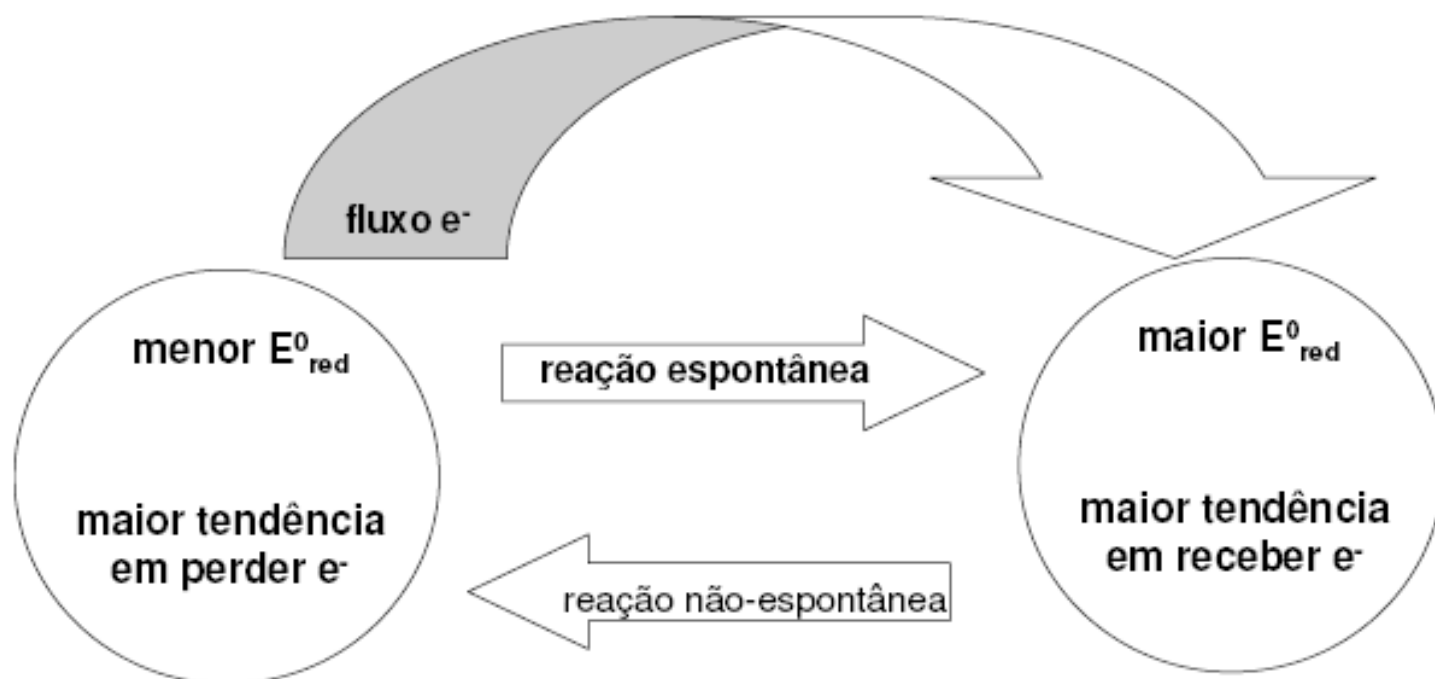 fluxo e⁻
menor E⁰red
reação espontânea
maior E⁰red
maior tendência
em perder e⁻
maior tendência
em receber e⁻
reação não-espontânea